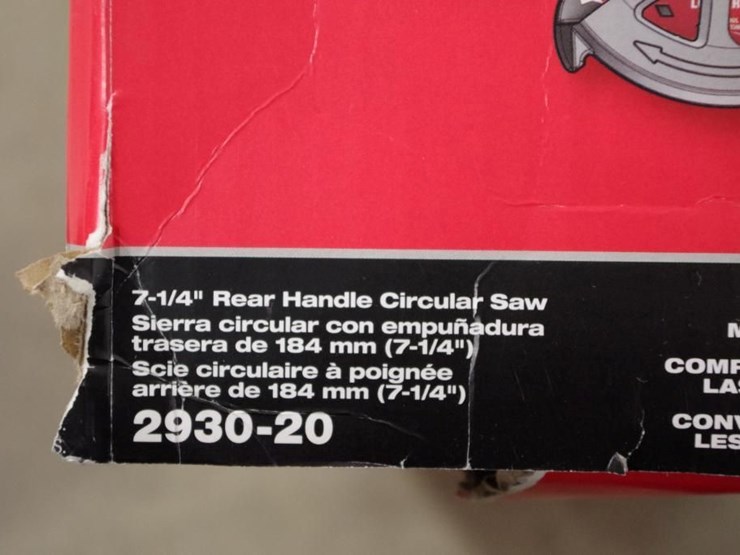 7-1/4" Rear Handle Circular Saw
Sierra circular con empuñadura
trasera de 184 mm (7-1/4")
Scie circulaire à poignée
arrière de 184 mm (7-1/4")
2930-20